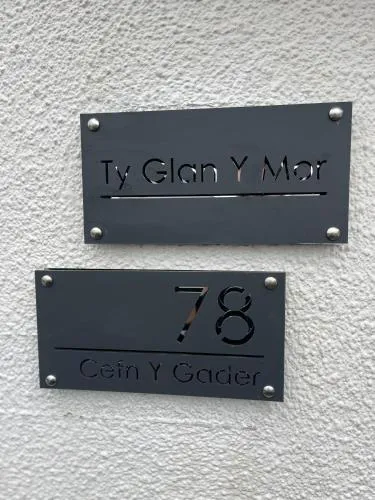 Ty Glan Y Mor
78
Cefn Y Gader